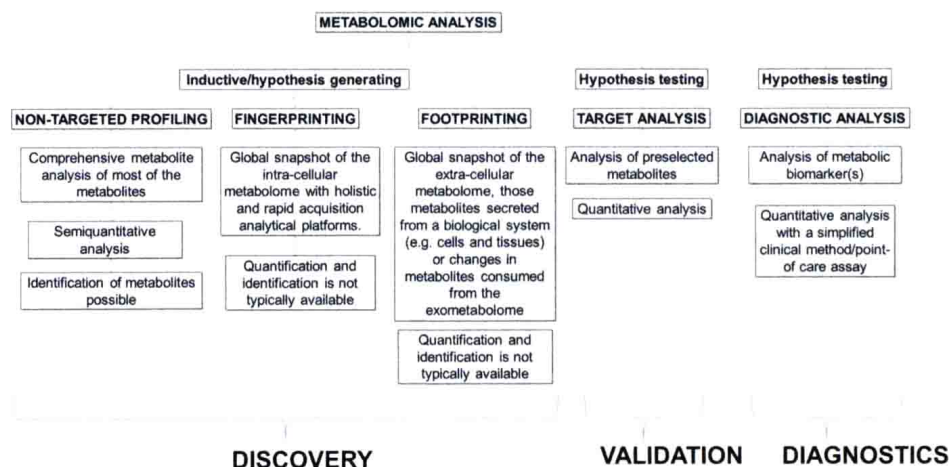 METABOLOMIC ANALYSIS
Inductive/hypothesis generating
Hypothesis testing
Hypothesis testing
NON-TARGETED PROFILING
FINGERPRINTING
FOOTPRINTING
TARGET ANALYSIS
DIAGNOSTIC ANALYSIS
Comprehensive metabolite
analysis of most of the
metabolites
Semiquantitative
analysis
Identification of metabolites
possible
Global snapshot of the
intra-cellular
metabolome with holistic
and rapid acquisition
analytical platforms.
Quantification and
identification is not
typically available
Global snapshot of the
extra-cellular
metabolome, those
metabolites secreted
from a biological system
(e.g. cells and tissues)
or changes in
metabolites consumed
from the
exometabolome
Quantification and
identification is not
typically available
Analysis of preselected
metabolites
Quantitative analysis
Analysis of metabolic
biomarker(s)
Quantitative analysis
with a simplified
clinical method/point-
of care assay
DISCOVERY
VALIDATION
DIAGNOSTICS